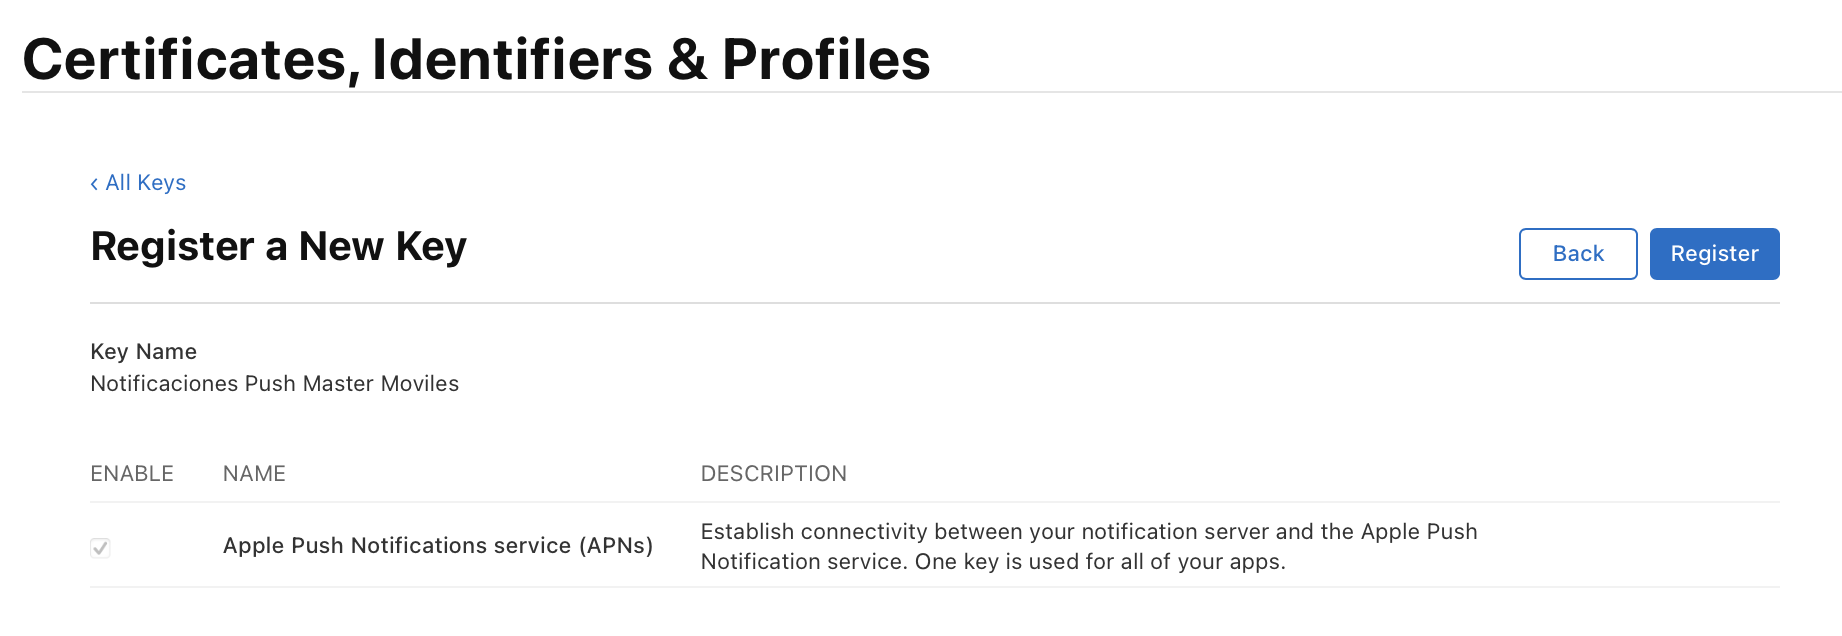 Certificates, Identifiers & Profiles
‹ All Keys
Register a New Key
Back
Register
Key Name
Notificaciones Push Master Moviles
ENABLE NAME DESCRIPTION
Apple Push Notifications service (APNs)
Establish connectivity between your notification server and the Apple Push
Notification service. One key is used for all of your apps.